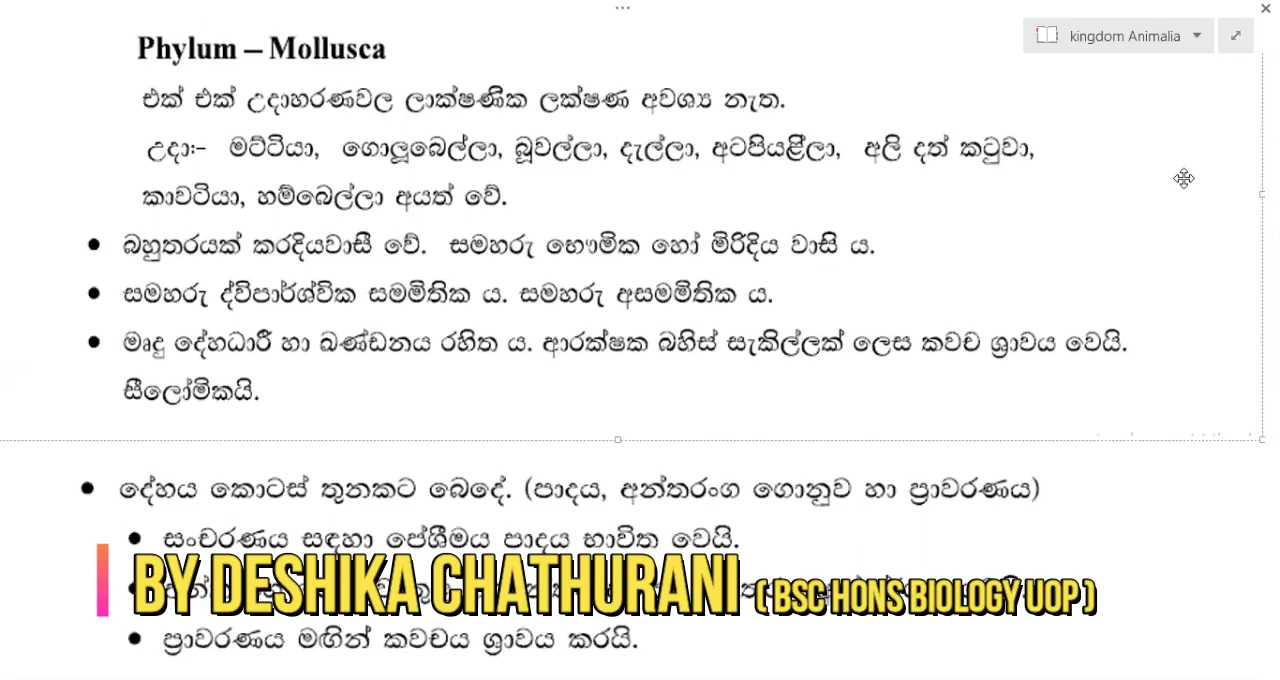 kingdom Animalia
Phylum – Mollusca
එක් එක් උදාහරණවල ලාක්ෂණික ලක්ෂණ අවශ්‍ය නැත.
උදා:- මට්ටියා, ගොලුබෙල්ලා, බූවල්ලා, දැල්ලා, අටපියළීලා, අලි දත් කටුවා,
කාවටියා, හම්බෙල්ලා අයත් වේ.
• බහුතරයක් කරදියවාසී වේ. සමහරු භෞමික හෝ මිරිදිය වාසි ය.
• සමහරු ද්විපාර්ශ්වික සමමිතික ය. සමහරු අසමමිතික ය.
• මෘදු දේහධාරී හා ඛණ්ඩනය රහිත ය. ආරක්ෂක බහිස් සැකිල්ලක් ලෙස කවච ශ්‍රාවය වෙයි.
සීලෝමිකයි.
• දේහය කොටස් තුනකට බෙදේ. (පාදය, අන්තරංග ගොනුව හා ප්‍රාවරණය)
• සංචරණය සඳහා පේශීමය පාදය භාවිත වෙයි.
BY DESHIKA CHATHURANI ( BSC HONS BIOLOGY UOP )
• ප්‍රාවරණය මඟින් කවචය ශ්‍රාවය කරයි.